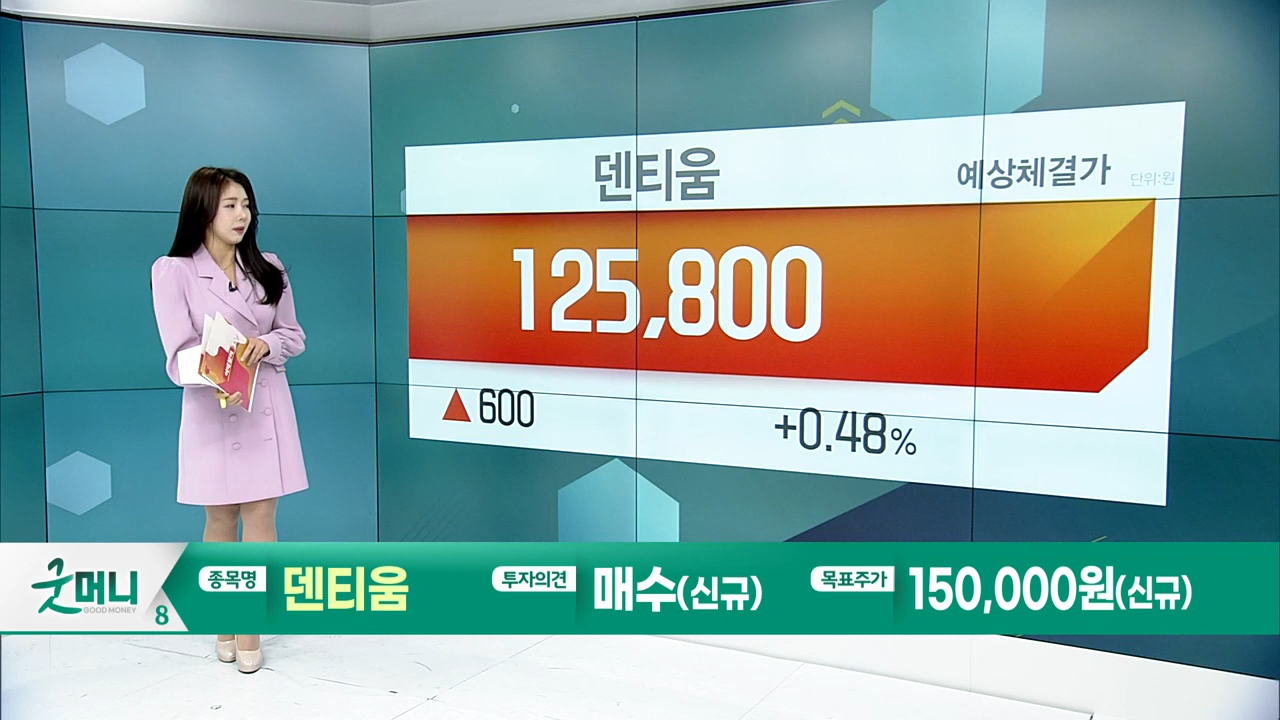 덴티움
예상체결가 단위:원
125,800
▲ 600 +0.48%
굿머니
GOOD MONEY
8
종목명 덴티움 투자의견 매수(신규) 목표주가 150,000원(신규)